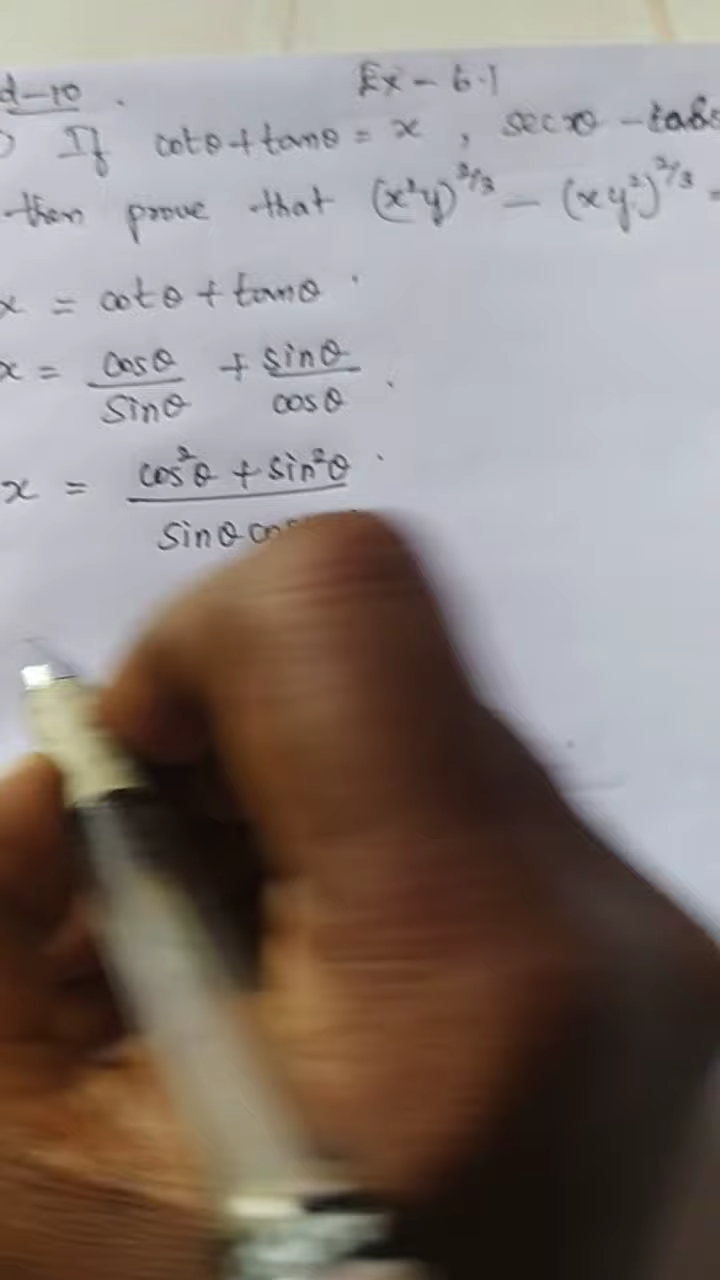 d-10. Ex - 6.1
) If cotθ + tanθ = x , secθ -
then prove that (x²y)^2/3 - (xy²)^2/3 =
x = cotθ + tanθ
x = cosθ/sinθ + sinθ/cosθ
x = cos²θ + sin²θ
sinθ